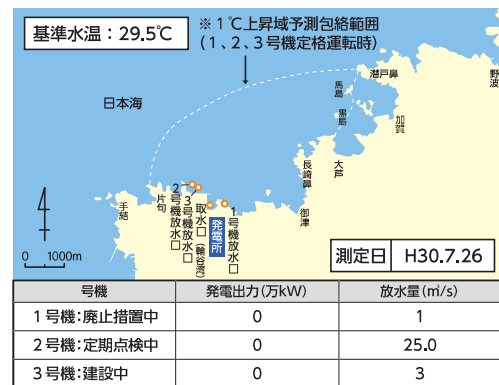 基準水温:29.5℃
※1℃上昇域予測包絡範囲
(1、2、3号機定格運転時)
日本海
馬島
黒島
潜戸鼻
野波
加賀
大芦
長崎鼻
御津
手結
片句
2号機放水口
3号機放水口
取水口(輪谷湾)
発電所
1号機放水口
0 1000m
測定日 H30.7.26
号機 発電出力(万kW) 放水量(㎥/s)
1号機:廃止措置中 0 1
2号機:定期点検中 0 25.0
3号機:建設中 0 3